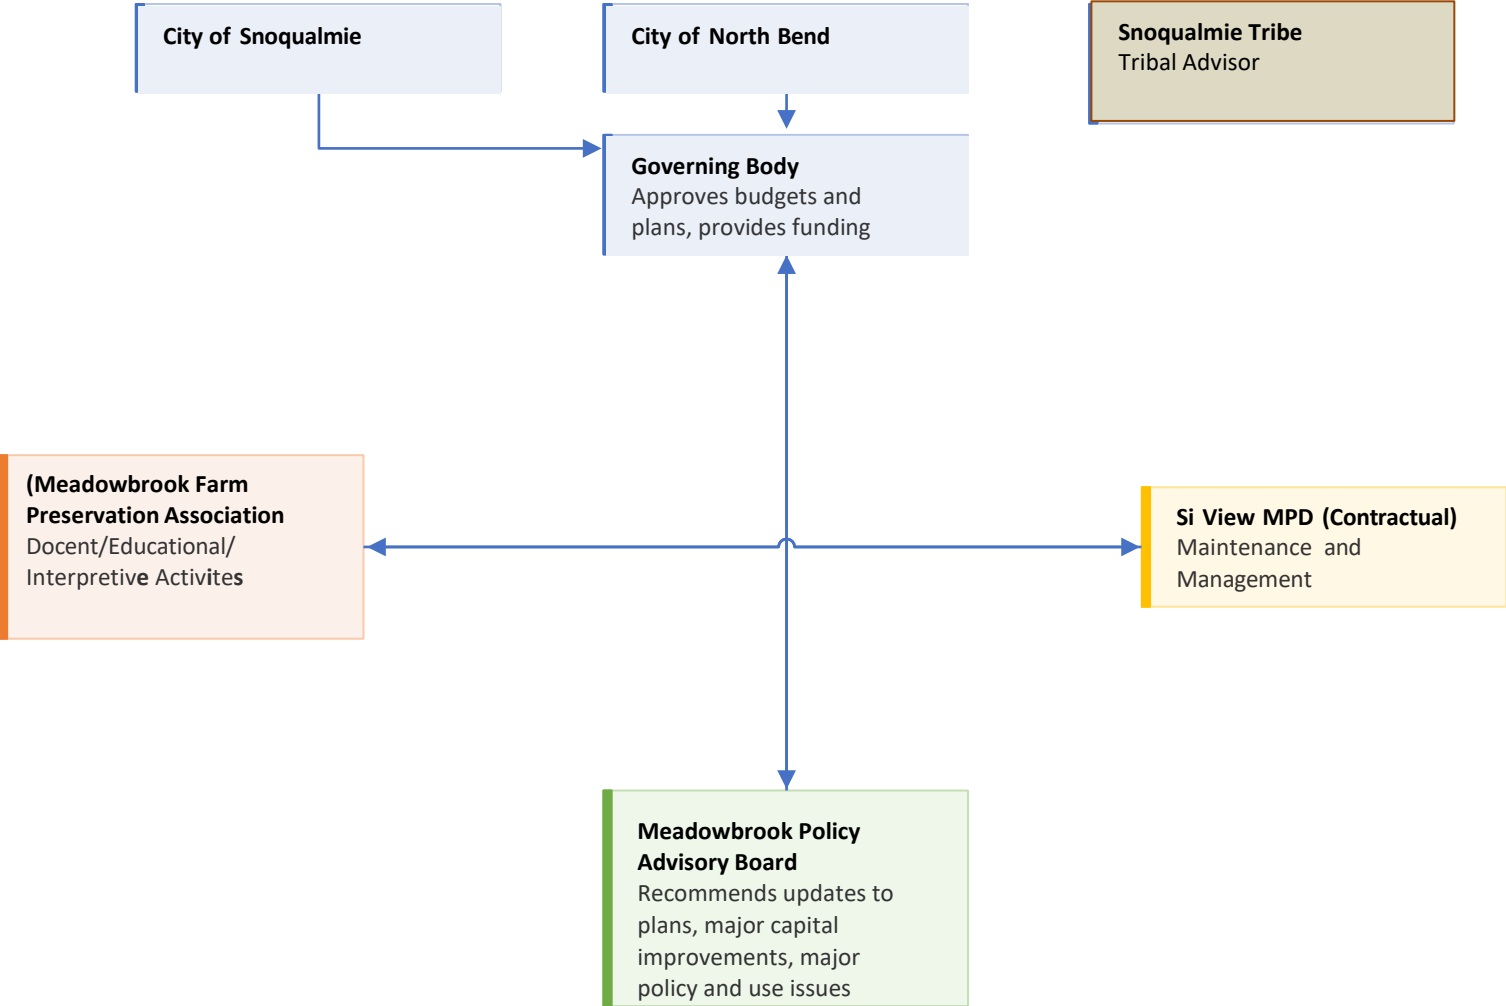 City of Snoqualmie
City of North Bend
Snoqualmie Tribe
Tribal Advisor
Governing Body
Approves budgets and
plans, provides funding
(Meadowbrook Farm
Preservation Association
Docent/Educational/
Interpretive Activites
Si View MPD (Contractual)
Maintenance and
Management
Meadowbrook Policy
Advisory Board
Recommends updates to
plans, major capital
improvements, major
policy and use issues